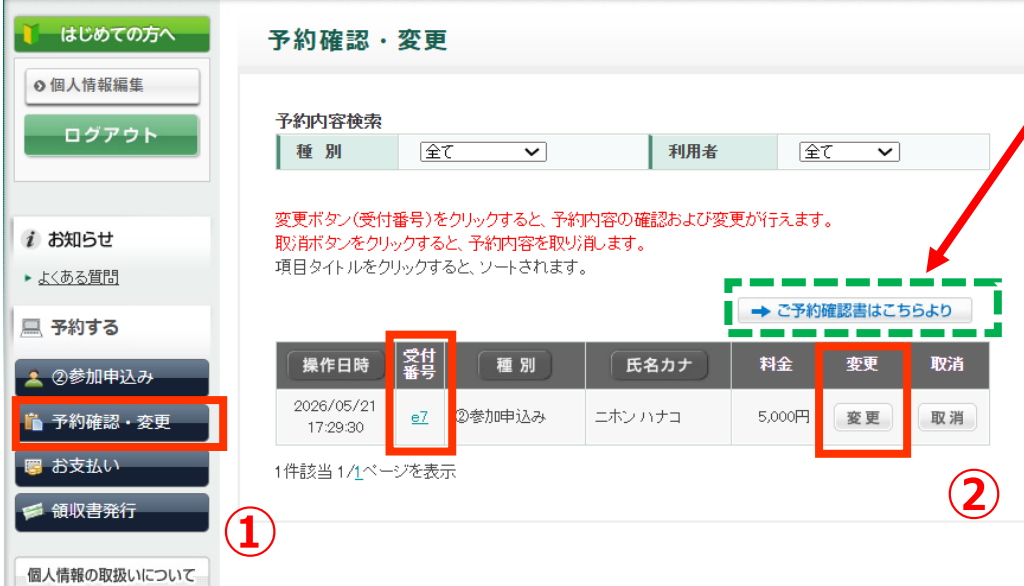 はじめての方へ
個人情報編集
ログアウト
i お知らせ
よくある質問
予約する
②参加申込み
予約確認・変更
お支払い
領収書発行
個人情報の取扱いについて
①
予約確認・変更
予約内容検索
種 別 全て 利用者 全て
変更ボタン(受付番号)をクリックすると、予約内容の確認および変更が行えます。
取消ボタンをクリックすると、予約内容を取り消します。
項目タイトルをクリックすると、ソートされます。
ご予約確認書はこちらより
操作日時 受付番号 種 別 氏名カナ 料金 変更 取消
2026/05/21 17:29:30 e7 ②参加申込み ニホン ハナコ 5,000円 変更 取消
1件該当 1/1ページを表示
②